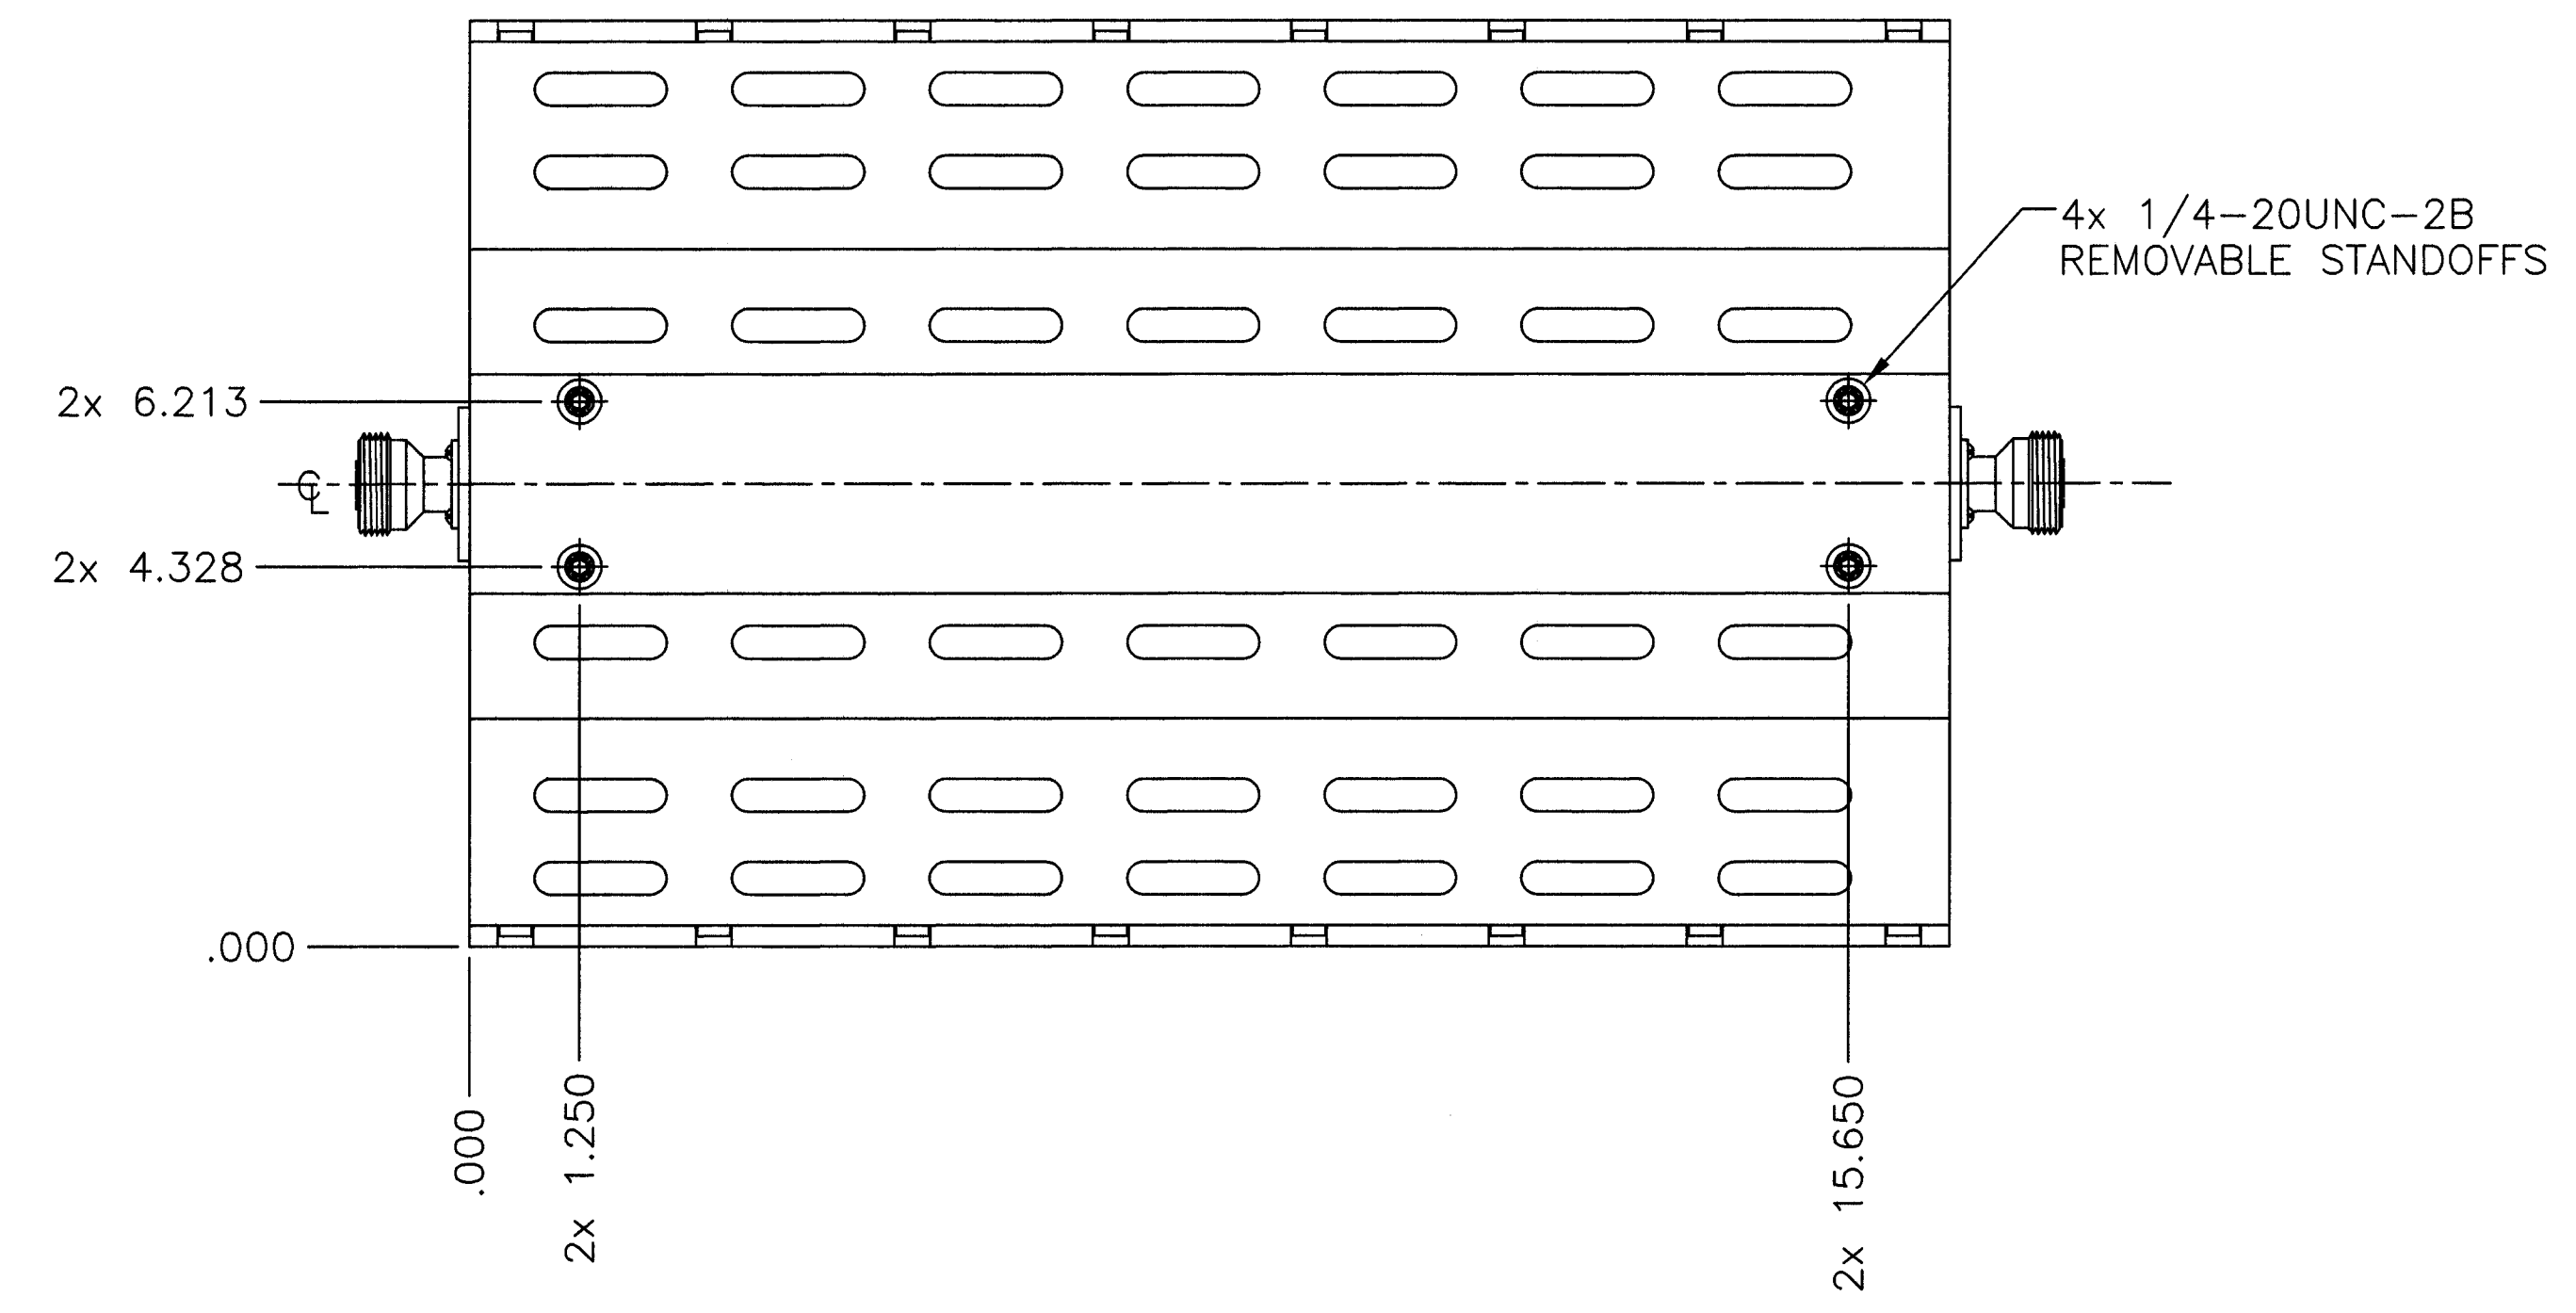 4x 1/4-20UNC-2B
REMOVABLE STANDOFFS
2x 6.213
℄
2x 4.328
.000
.000
2x 1.250
2x 15.650